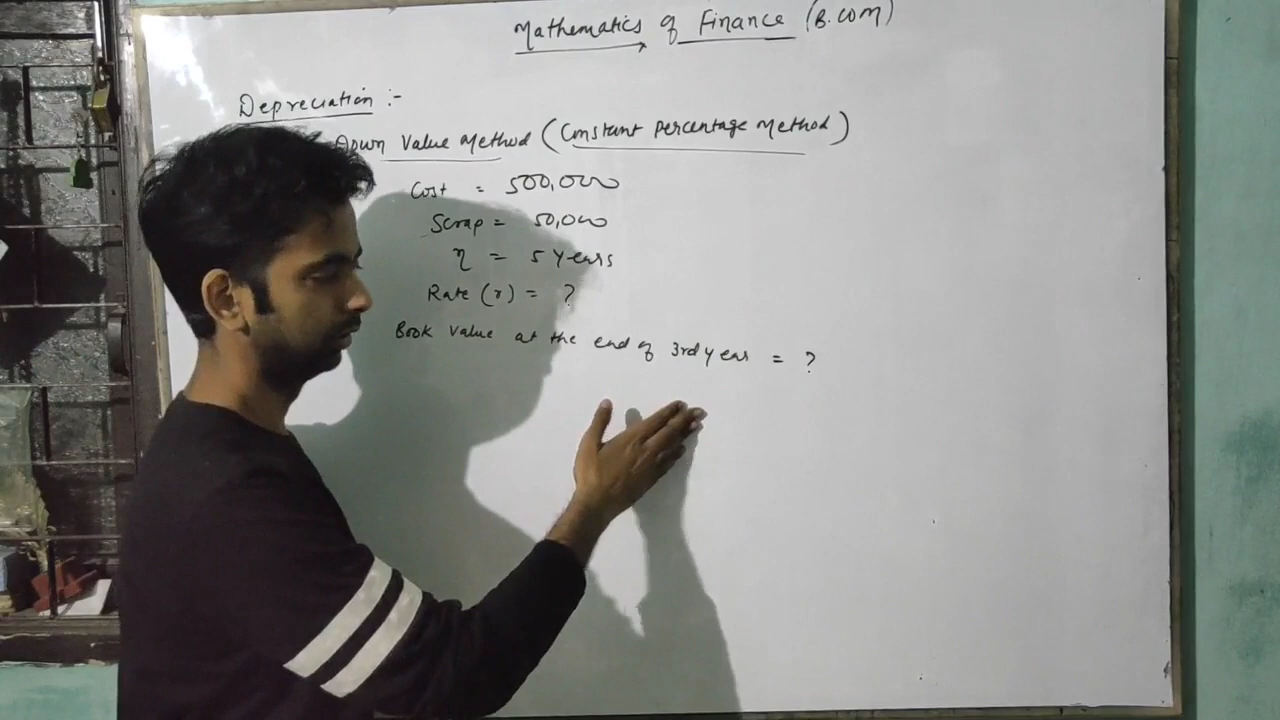 Mathematics of Finance (B.COM)
Depreciation :-
Down Value Method (Constant Percentage Method)
Cost = 500,000
Scrap = 50,000
n = 5 Years
Rate (r) = ?
Book Value at the end of 3rd Year = ?